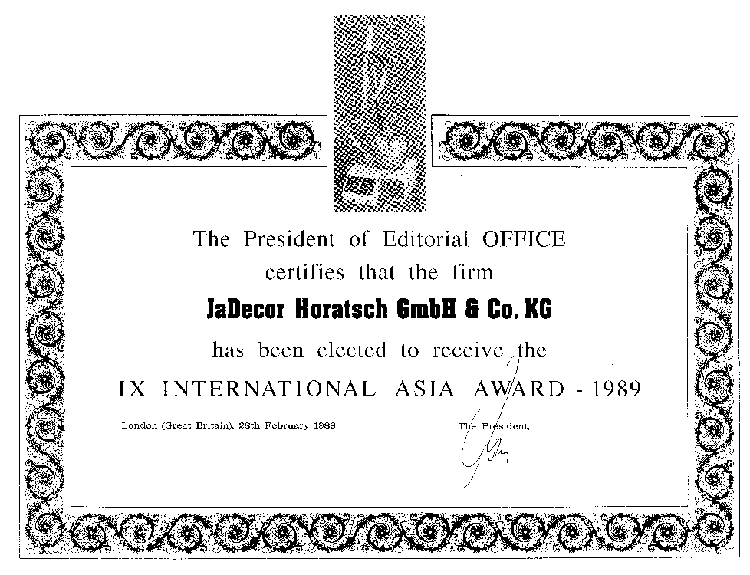 The President of Editorial OFFICE
certifies that the firm
JaDecor Horatsch GmbH & Co. KG
has been elected to receive the
IX INTERNATIONAL ASIA AWARD - 1989
London (Great Britain), 28th February 1989
The President,